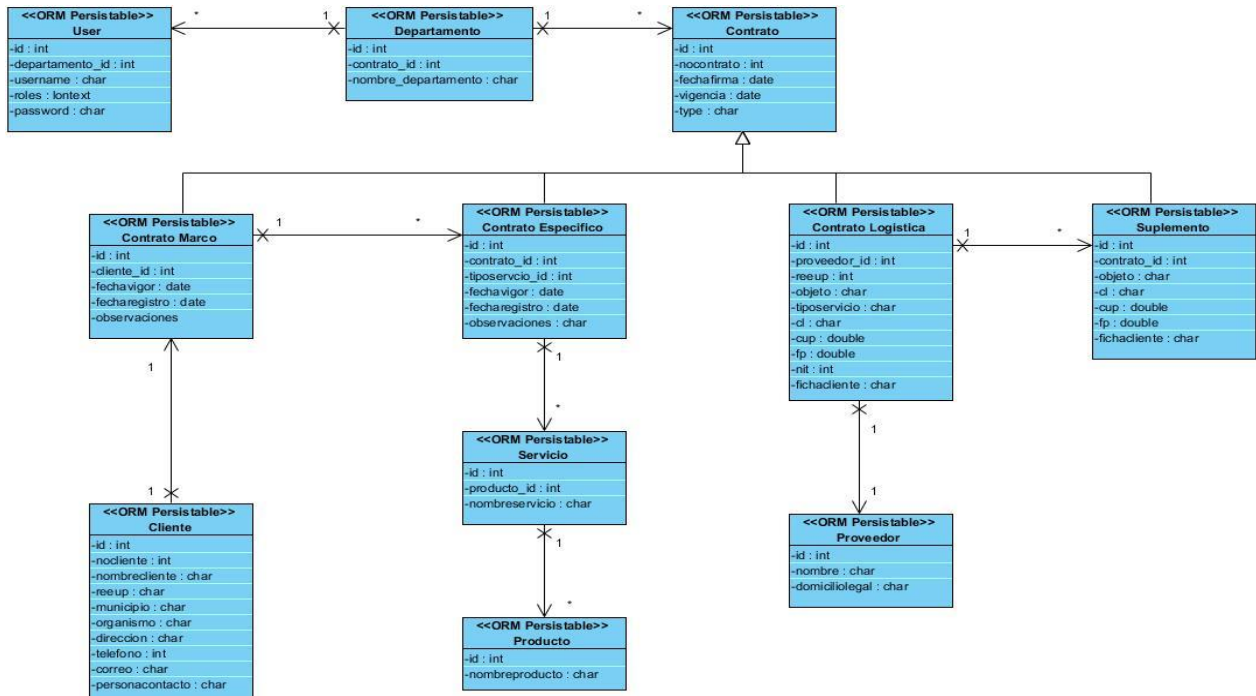 <<ORM Persistable>>
User
-id : int
-departamento_id : int
-username : char
-roles : lontext
-password : char
*
1
<<ORM Persistable>>
Departamento
-id : int
-contrato_id : int
-nombre_departamento : char
1
*
<<ORM Persistable>>
Contrato
-id : int
-nocontrato : int
-fechafirma : date
-vigencia : date
-type : char
<<ORM Persistable>>
Contrato Marco
-id : int
-cliente_id : int
-fechavigor : date
-fecharegistro : date
-observaciones
1
*
<<ORM Persistable>>
Contrato Especifico
-id : int
-contrato_id : int
-tiposervcio_id : int
-fechavigor : date
-fecharegistro : date
-observaciones : char
<<ORM Persistable>>
Contrato Logistica
-id : int
-proveedor_id : int
-reeup : int
-objeto : char
-tiposervicio : char
-cl : char
-cup : double
-fp : double
-nit : int
-fichacliente : char
1
*
<<ORM Persistable>>
Suplemento
-id : int
-contrato_id : int
-objeto : char
-cl : char
-cup : double
-fp : double
-fichacliente : char
1
1
1
*
1
1
<<ORM Persistable>>
Servicio
-id : int
-producto_id : int
-nombreservicio : char
<<ORM Persistable>>
Cliente
-id : int
-nocliente : int
-nombrecliente : char
-reeup : char
-municipio : char
-organismo : char
-direccion : char
-telefono : int
-correo : char
-personacontacto : char
1
*
<<ORM Persistable>>
Producto
-id : int
-nombreproducto : char
<<ORM Persistable>>
Proveedor
-id : int
-nombre : char
-domiciliolegal : char